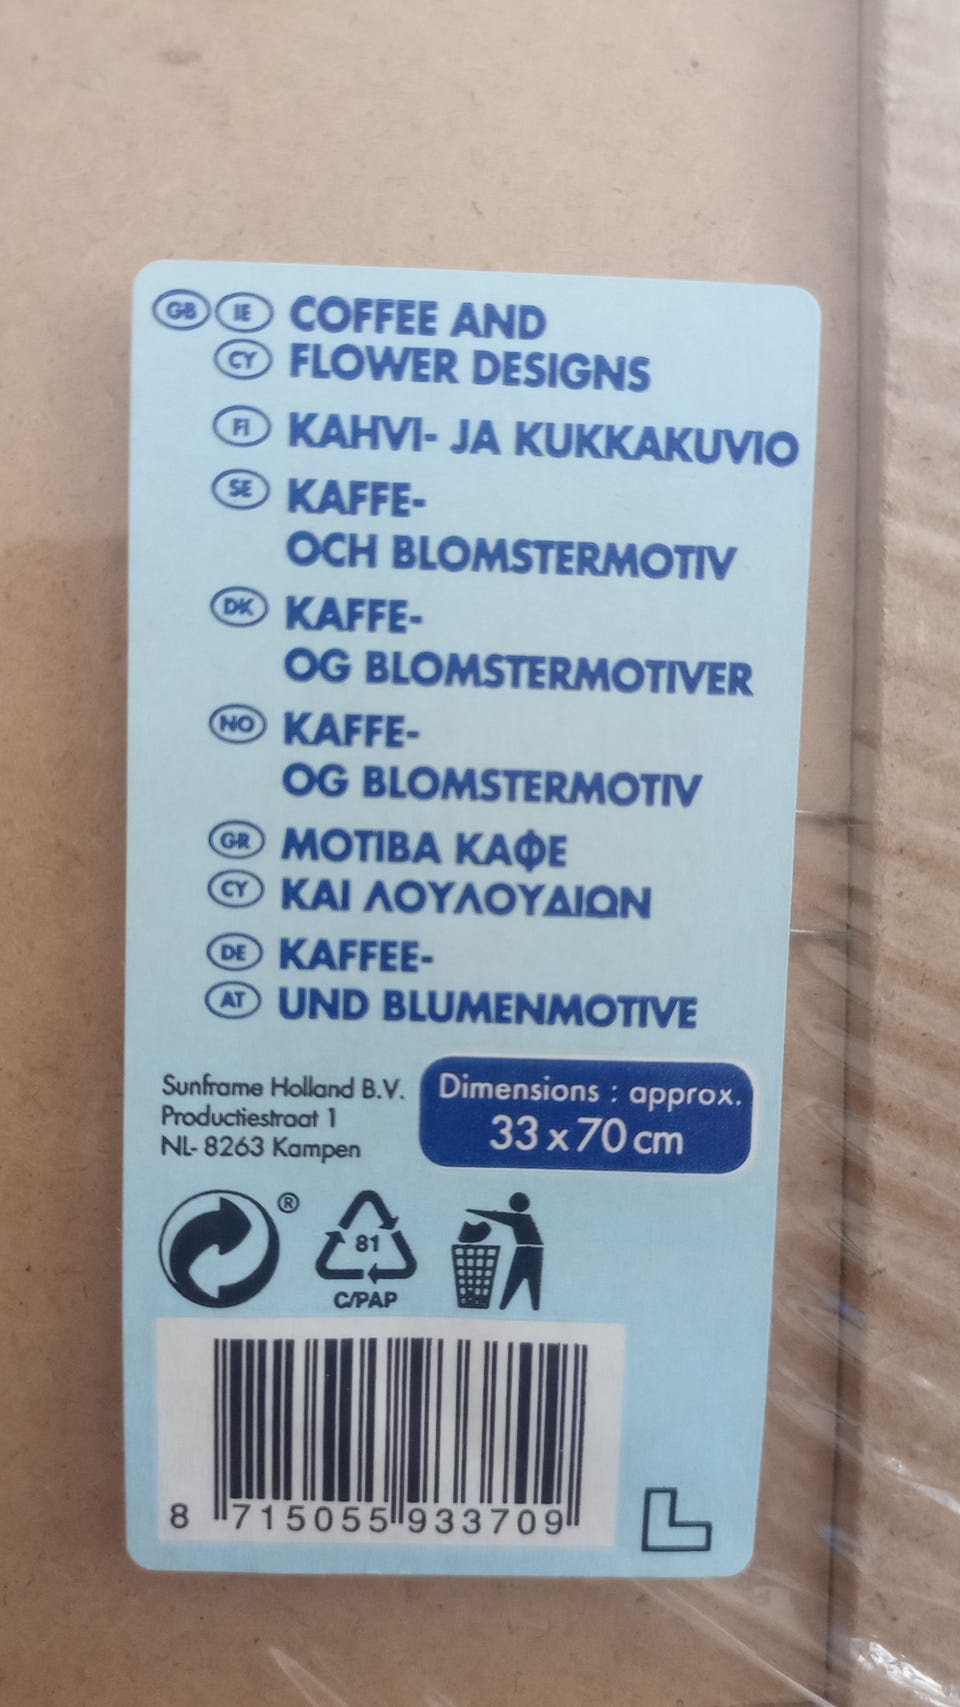 GB IE COFFEE AND
CY FLOWER DESIGNS
FI KAHVI- JA KUKKAKUVIO
SE KAFFE-
OCH BLOMSTERMOTIV
DK KAFFE-
OG BLOMSTERMOTIVER
NO KAFFE-
OG BLOMSTERMOTIV
GR ΜΟΤΙΒΑ ΚΑΦΕ
CY ΚΑΙ ΛΟΥΛΟΥΔΙΩΝ
DE KAFFEE-
AT UND BLUMENMOTIVE
Sunframe Holland B.V.
Productiestraat 1
NL- 8263 Kampen
Dimensions : approx.
33 x 70 cm
®
81
C/PAP
8 715055 933709
L